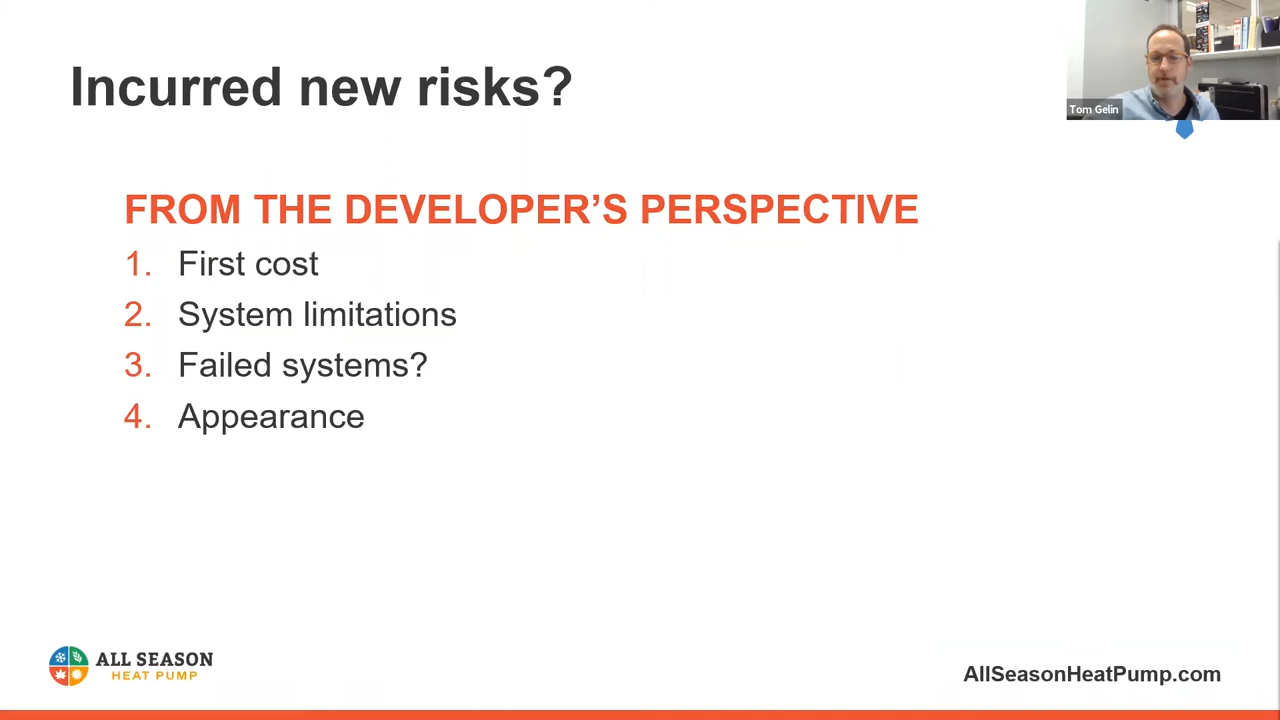 Incurred new risks?
Tom Gelin
FROM THE DEVELOPER’S PERSPECTIVE
1. First cost
2. System limitations
3. Failed systems?
4. Appearance
ALL SEASON
HEAT PUMP
AllSeasonHeatPump.com